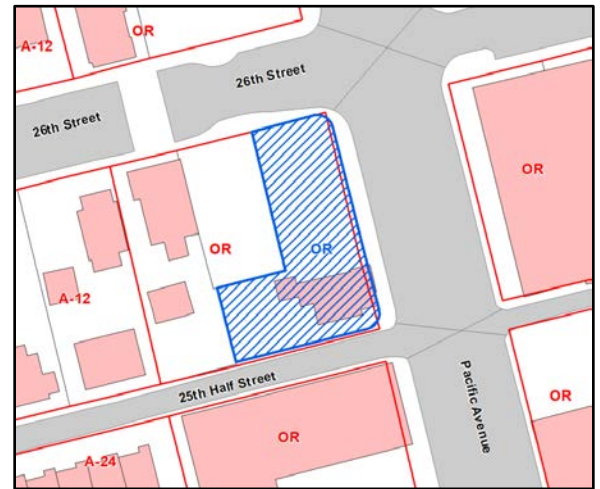 OR
A-12
26th Street
26th Street
OR
OR
OR
A-12
25th Half Street
Pacific Avenue
OR
OR
A-24